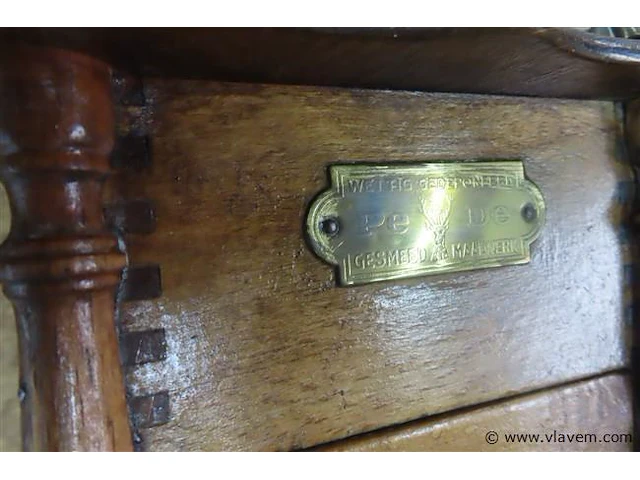 WETTIG GEDEPONEERD
Pe De
GESMEED MAALWERK
© www.vlavem.com